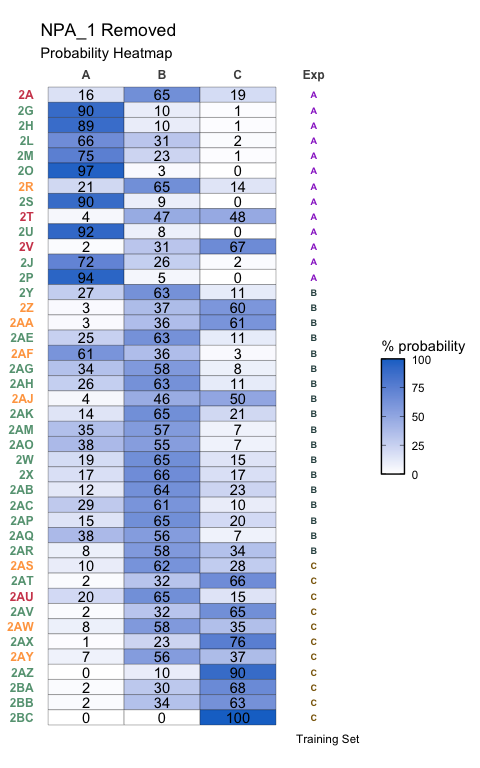 NPA_1 Removed
Probability Heatmap
A B C Exp
2A 16 65 19 A
2G 90 10 1 A
2H 89 10 1 A
2L 66 31 2 A
2M 75 23 1 A
2O 97 3 0 A
2R 21 65 14 A
2S 90 9 0 A
2T 4 47 48 A
2U 92 8 0 A
2V 2 31 67 A
2J 72 26 2 A
2P 94 5 0 A
2Y 27 63 11 B
2Z 3 37 60 B
2AA 3 36 61 B
2AE 25 63 11 B
2AF 61 36 3 B
2AG 34 58 8 B
2AH 26 63 11 B
2AJ 4 46 50 B
2AK 14 65 21 B
2AM 35 57 7 B
2AO 38 55 7 B
2W 19 65 15 B
2X 17 66 17 B
2AB 12 64 23 B
2AC 29 61 10 B
2AP 15 65 20 B
2AQ 38 56 7 B
2AR 8 58 34 B
2AS 10 62 28 C
2AT 2 32 66 C
2AU 20 65 15 C
2AV 2 32 65 C
2AW 8 58 35 C
2AX 1 23 76 C
2AY 7 56 37 C
2AZ 0 10 90 C
2BA 2 30 68 C
2BB 2 34 63 C
2BC 0 0 100 C
Training Set
% probability
100
75
50
25
0